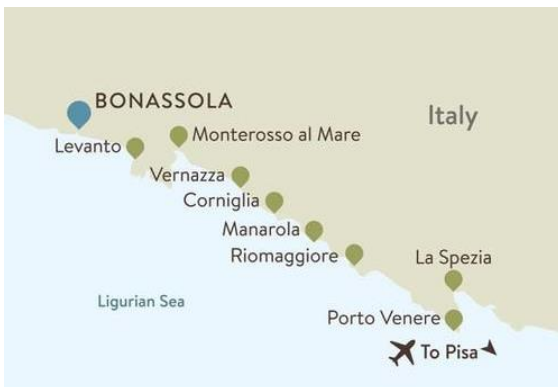 BONASSOLA
Italy
Levanto
Monterosso al Mare
Vernazza
Corniglia
Manarola
Riomaggiore
La Spezia
Ligurian Sea
Porto Venere
To Pisa